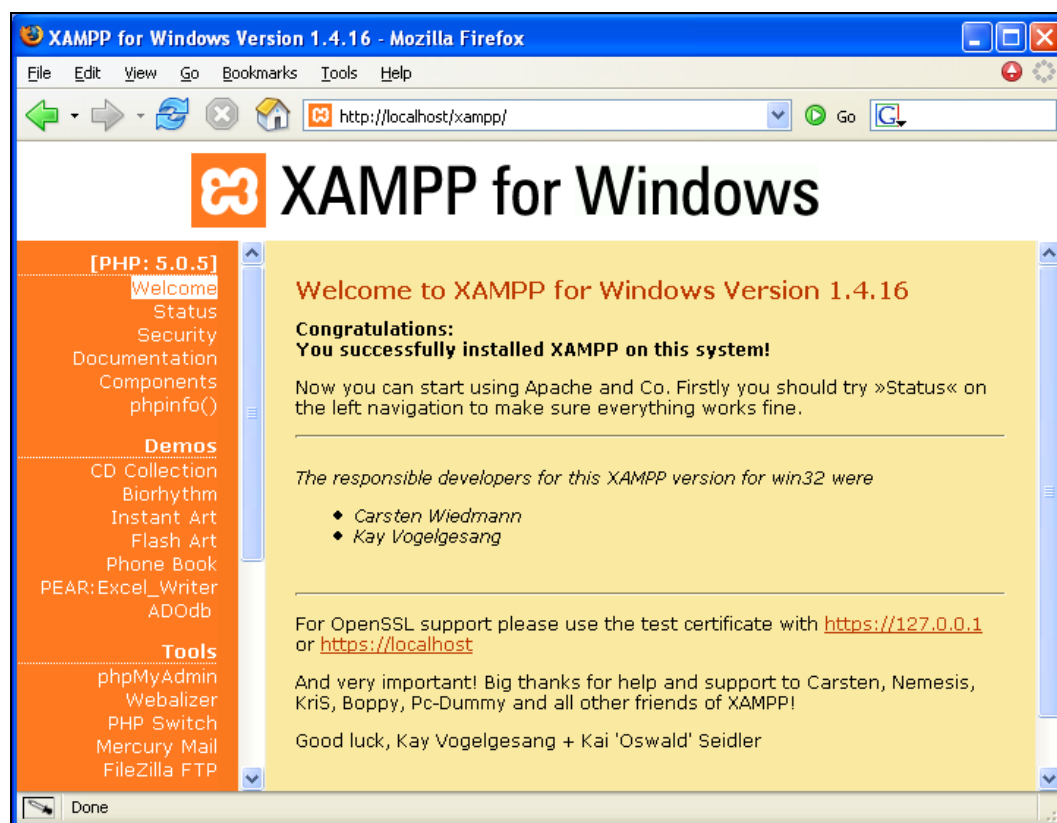 XAMPP for Windows Version 1.4.16 - Mozilla Firefox
File Edit View Go Bookmarks Tools Help
http://localhost/xampp/ Go G
XAMPP for Windows
[PHP: 5.0.5]
Welcome
Status
Security
Documentation
Components
phpinfo()
Demos
CD Collection
Biorhythm
Instant Art
Flash Art
Phone Book
PEAR:Excel_Writer
ADOdb
Tools
phpMyAdmin
Webalizer
PHP Switch
Mercury Mail
FileZilla FTP
Welcome to XAMPP for Windows Version 1.4.16
Congratulations:
You successfully installed XAMPP on this system!
Now you can start using Apache and Co. Firstly you should try »Status« on
the left navigation to make sure everything works fine.
The responsible developers for this XAMPP version for win32 were
• Carsten Wiedmann
• Kay Vogelgesang
For OpenSSL support please use the test certificate with https://127.0.0.1
or https://localhost
And very important! Big thanks for help and support to Carsten, Nemesis,
KriS, Boppy, Pc-Dummy and all other friends of XAMPP!
Good luck, Kay Vogelgesang + Kai 'Oswald' Seidler
Done